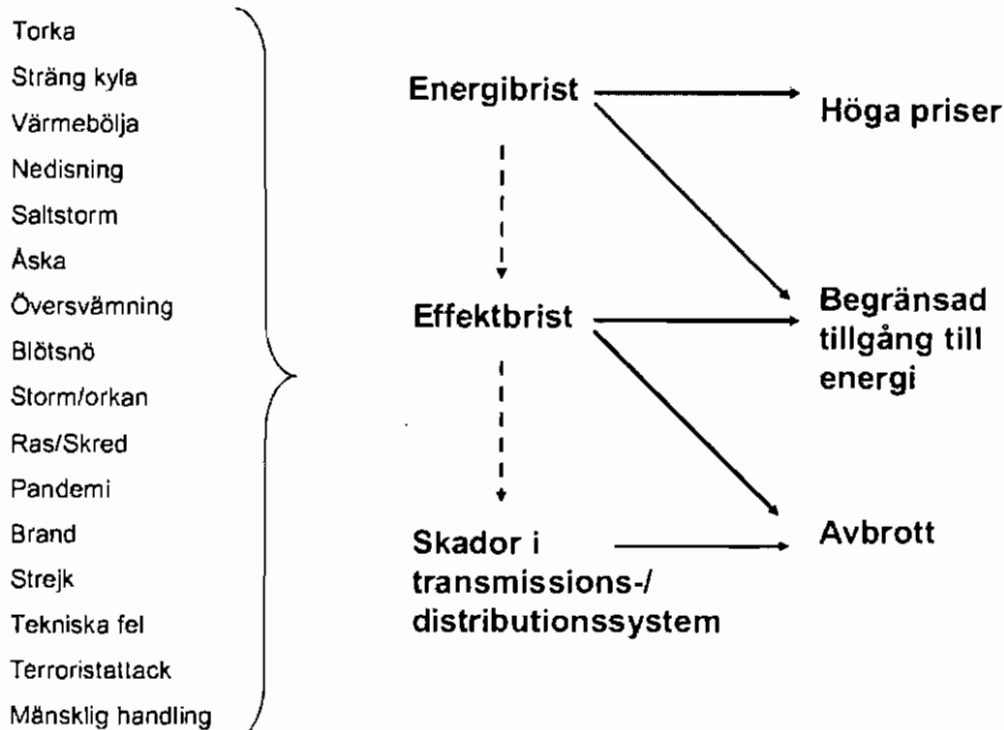 Torka
Sträng kyla
Värmebölja
Nedisning
Saltstorm
Åska
Översvämning
Blötsnö
Storm/orkan
Ras/Skred
Pandemi
Brand
Strejk
Tekniska fel
Terroristattack
Mänsklig handling
Energibrist
Effektbrist
Skador i
transmissions-/
distributionssystem
Höga priser
Begränsad
tillgång till
energi
Avbrott